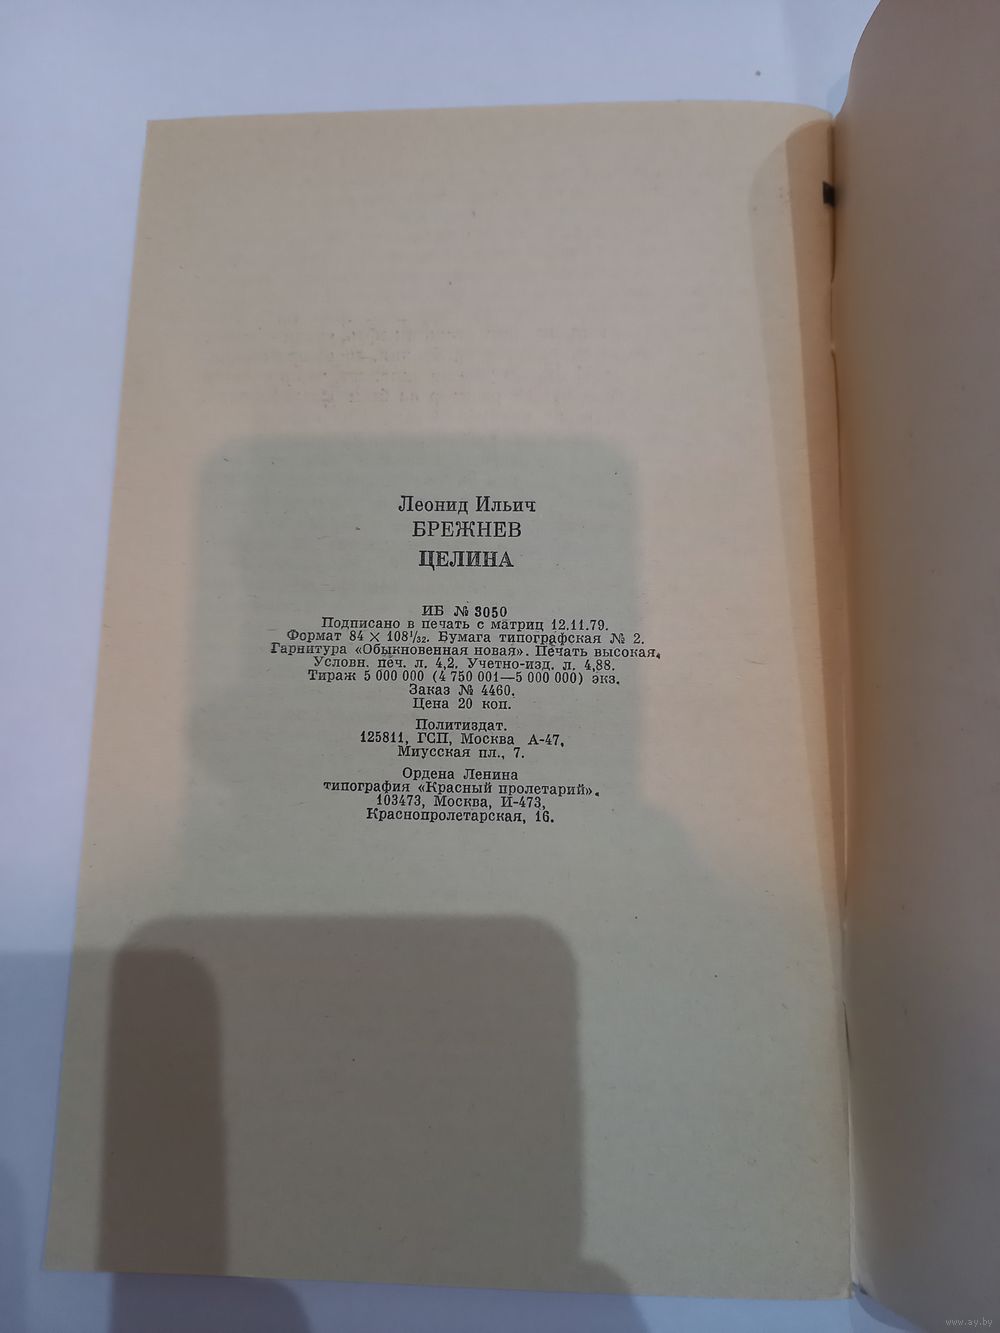 Леонид Ильич
БРЕЖНЕВ
ЦЕЛИНА
ИБ № 3050
Подписано в печать с матриц 12.11.79.
Формат 84 × 108¹/₃₂. Бумага типографская № 2.
Гарнитура «Обыкновенная новая». Печать высокая.
Условн. печ. л. 4,2. Учетно-изд. л. 4,88.
Тираж 5 000 000 (4 750 001—5 000 000) экз.
Заказ № 4460.
Цена 20 коп.
Политиздат.
125811, ГСП, Москва А-47,
Миусская пл., 7.
Ордена Ленина
типография «Красный пролетарий».
103473, Москва, И-473,
Краснопролетарская, 16.
www.ay.by